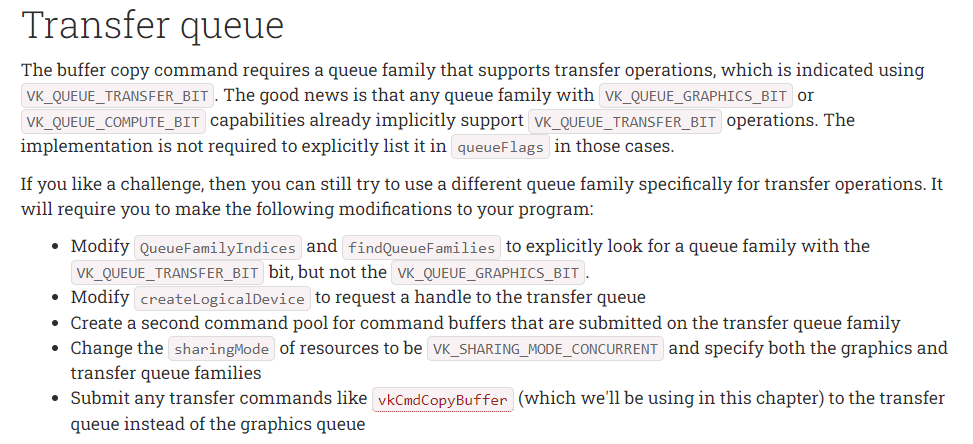 Transfer queue
The buffer copy command requires a queue family that supports transfer operations, which is indicated using
VK_QUEUE_TRANSFER_BIT. The good news is that any queue family with VK_QUEUE_GRAPHICS_BIT or
VK_QUEUE_COMPUTE_BIT capabilities already implicitly support VK_QUEUE_TRANSFER_BIT operations. The
implementation is not required to explicitly list it in queueFlags in those cases.
If you like a challenge, then you can still try to use a different queue family specifically for transfer operations. It
will require you to make the following modifications to your program:
• Modify QueueFamilyIndices and findQueueFamilies to explicitly look for a queue family with the
VK_QUEUE_TRANSFER_BIT bit, but not the VK_QUEUE_GRAPHICS_BIT.
• Modify createLogicalDevice to request a handle to the transfer queue
• Create a second command pool for command buffers that are submitted on the transfer queue family
• Change the sharingMode of resources to be VK_SHARING_MODE_CONCURRENT and specify both the graphics and
transfer queue families
• Submit any transfer commands like vkCmdCopyBuffer (which we'll be using in this chapter) to the transfer
queue instead of the graphics queue